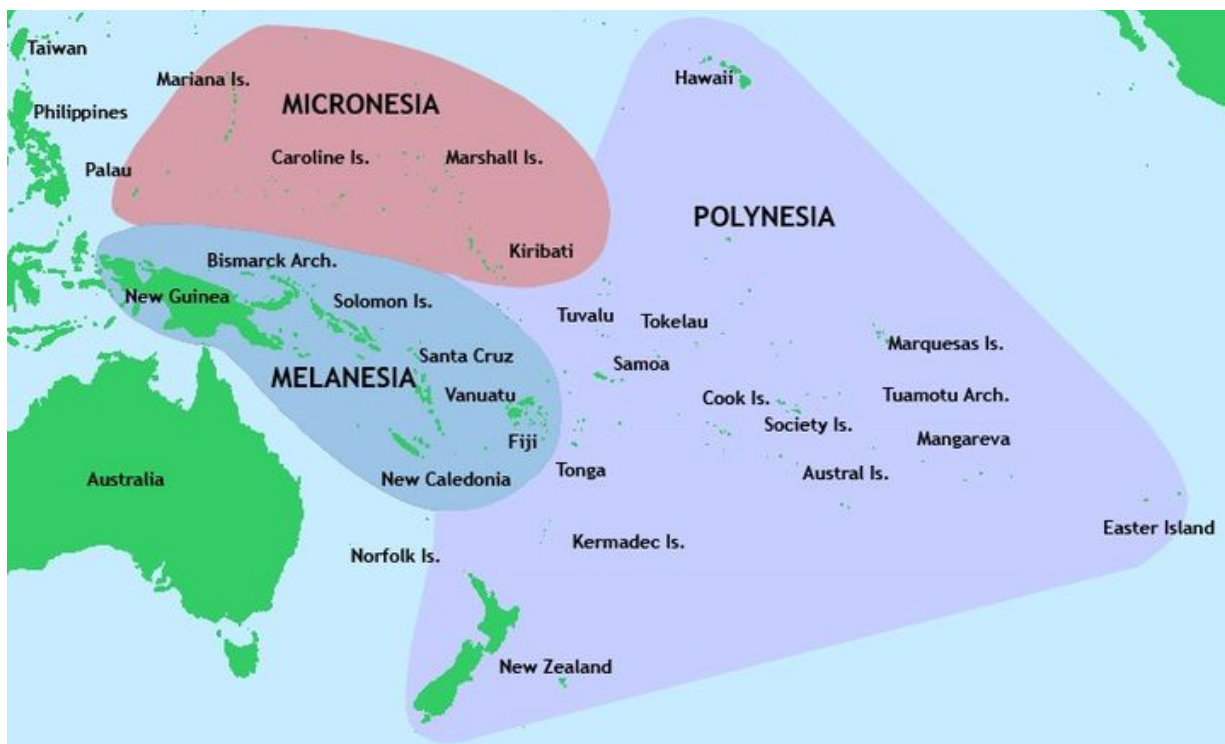 Taiwan
Hawaii
Mariana Is.
MICRONESIA
Philippines
Caroline Is.
Marshall Is.
Palau
POLYNESIA
Kiribati
Bismarck Arch.
New Guinea
Solomon Is.
Tuvalu
Tokelau
Marquesas Is.
Santa Cruz
Samoa
MELANESIA
Vanuatu
Cook Is.
Tuamotu Arch.
Society Is.
Fiji
Mangareva
Tonga
Austral Is.
Australia
New Caledonia
Easter Island
Kermadec Is.
Norfolk Is.
New Zealand